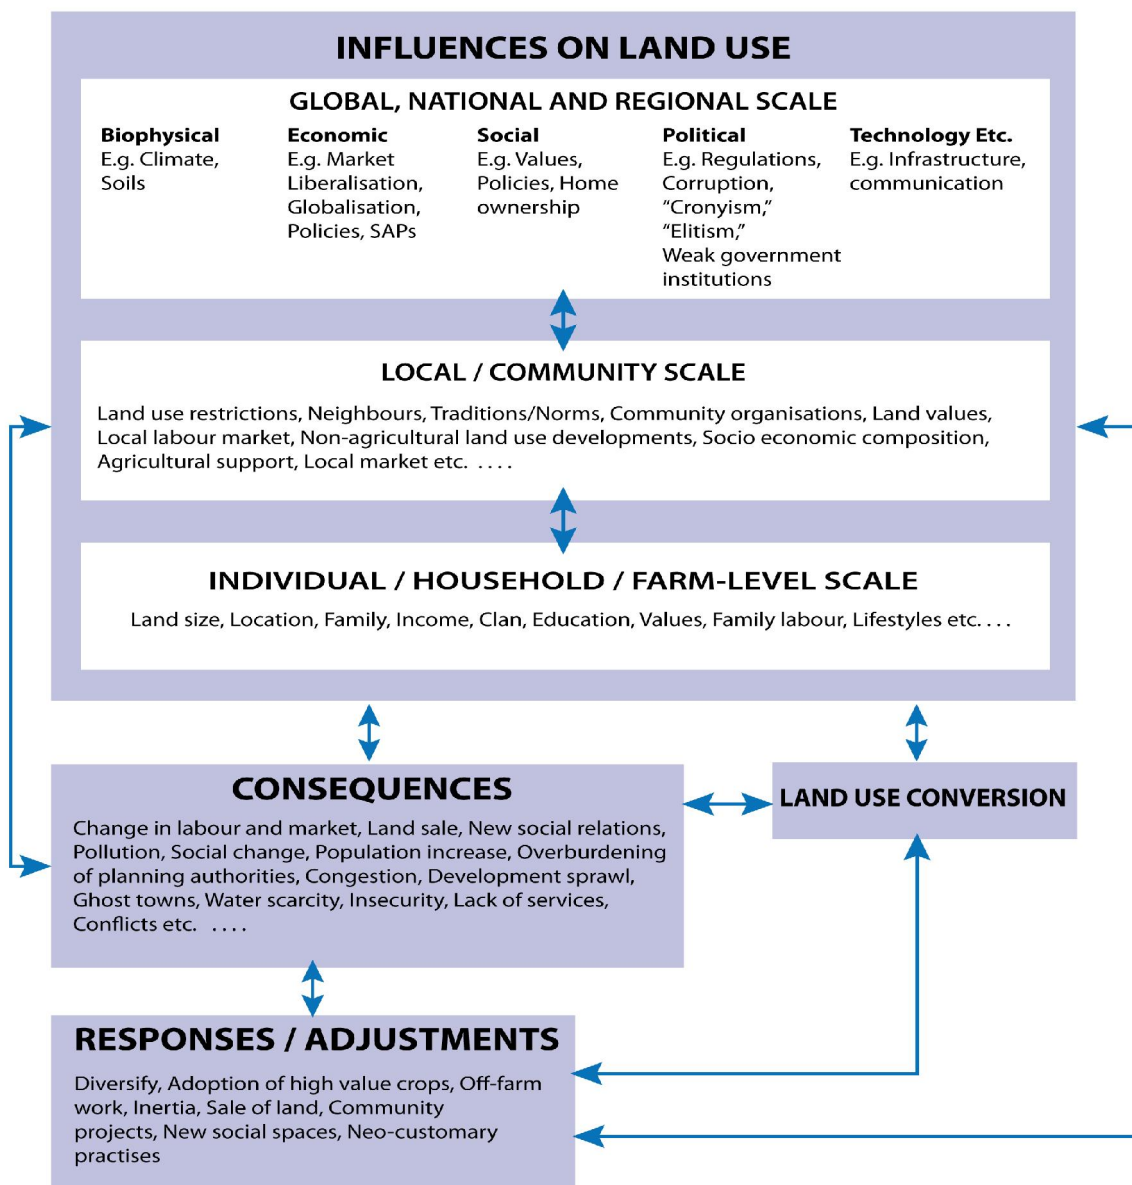 INFLUENCES ON LAND USE
GLOBAL, NATIONAL AND REGIONAL SCALE
Biophysical
E.g. Climate,
Soils
Economic
E.g. Market
Liberalisation,
Globalisation,
Policies, SAPs
Social
E.g. Values,
Policies, Home
ownership
Political
E.g. Regulations,
Corruption,
“Cronyism,”
“Elitism,”
Weak government
institutions
Technology Etc.
E.g. Infrastructure,
communication
LOCAL / COMMUNITY SCALE
Land use restrictions, Neighbours, Traditions/Norms, Community organisations, Land values,
Local labour market, Non-agricultural land use developments, Socio economic composition,
Agricultural support, Local market etc. . . . .
INDIVIDUAL / HOUSEHOLD / FARM-LEVEL SCALE
Land size, Location, Family, Income, Clan, Education, Values, Family labour, Lifestyles etc. . . .
CONSEQUENCES
Change in labour and market, Land sale, New social relations,
Pollution, Social change, Population increase, Overburdening
of planning authorities, Congestion, Development sprawl,
Ghost towns, Water scarcity, Insecurity, Lack of services,
Conflicts etc. . . . .
LAND USE CONVERSION
RESPONSES / ADJUSTMENTS
Diversify, Adoption of high value crops, Off-farm
work, Inertia, Sale of land, Community
projects, New social spaces, Neo-customary
practises